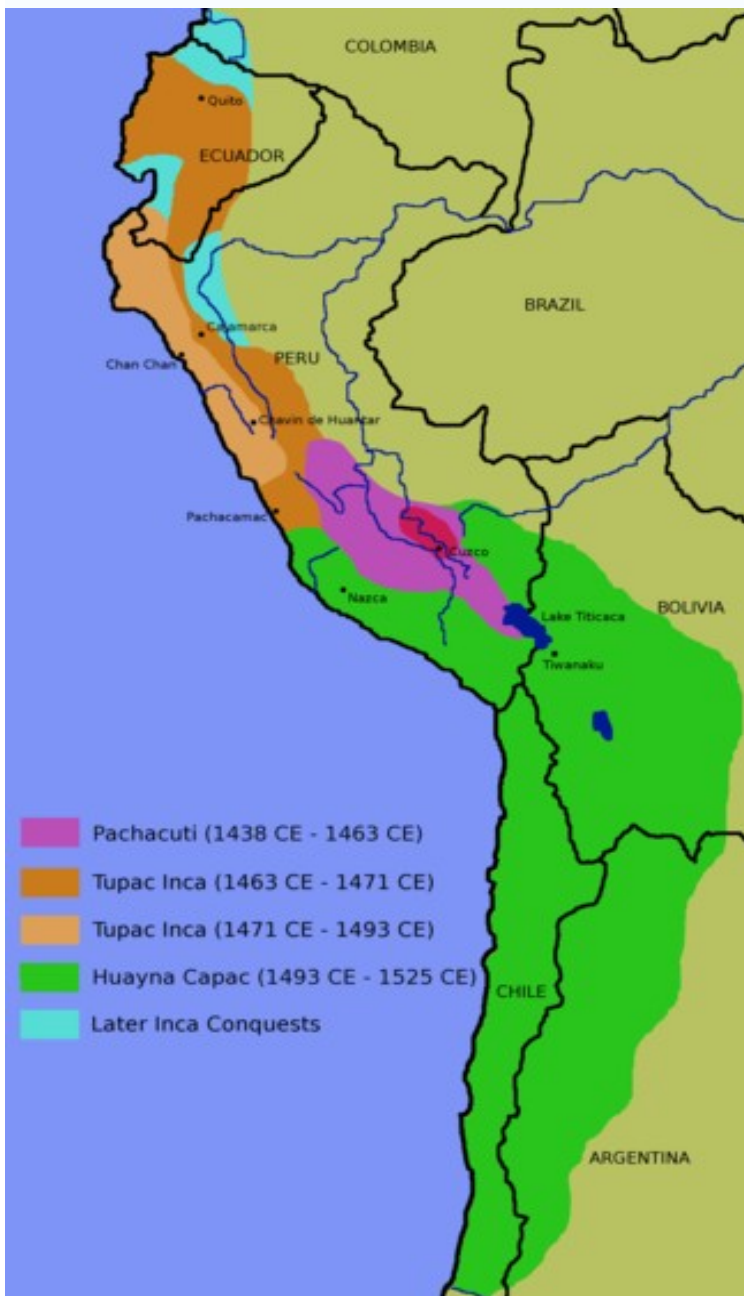 COLOMBIA
Quito
ECUADOR
BRAZIL
Cajamarca
PERU
Chan Chan
Chavin de Huantar
Pachacamac
Cuzco
Nazca
Lake Titicaca
BOLIVIA
Tiwanaku
Pachacuti (1438 CE - 1463 CE)
Tupac Inca (1463 CE - 1471 CE)
Tupac Inca (1471 CE - 1493 CE)
Huayna Capac (1493 CE - 1525 CE)
CHILE
Later Inca Conquests
ARGENTINA